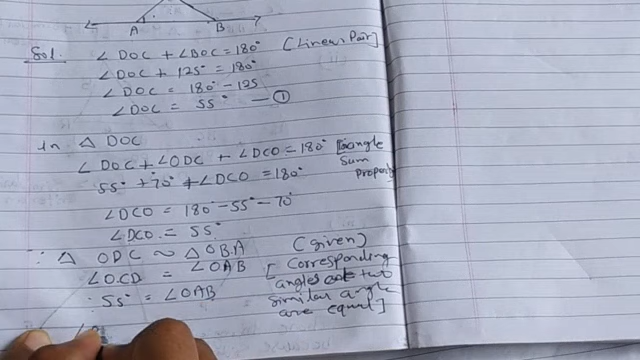 A B
Sol. ∠DOC + ∠BOC = 180° [Linear Pair]
∠DOC + 125° = 180°
∠DOC = 180° - 125
∠DOC = 55° — ①
In △ DOC
∠DOC + ∠ODC + ∠DCO = 180° [angle sum property]
55° + 70° + ∠DCO = 180°
∠DCO = 180° - 55° - 70°
∠DCO = 55°
∵ △ ODC ~ △ OBA (given)
∠OCD = ∠OAB [Corresponding
55° = ∠OAB angles of two
similar angle
are equal]